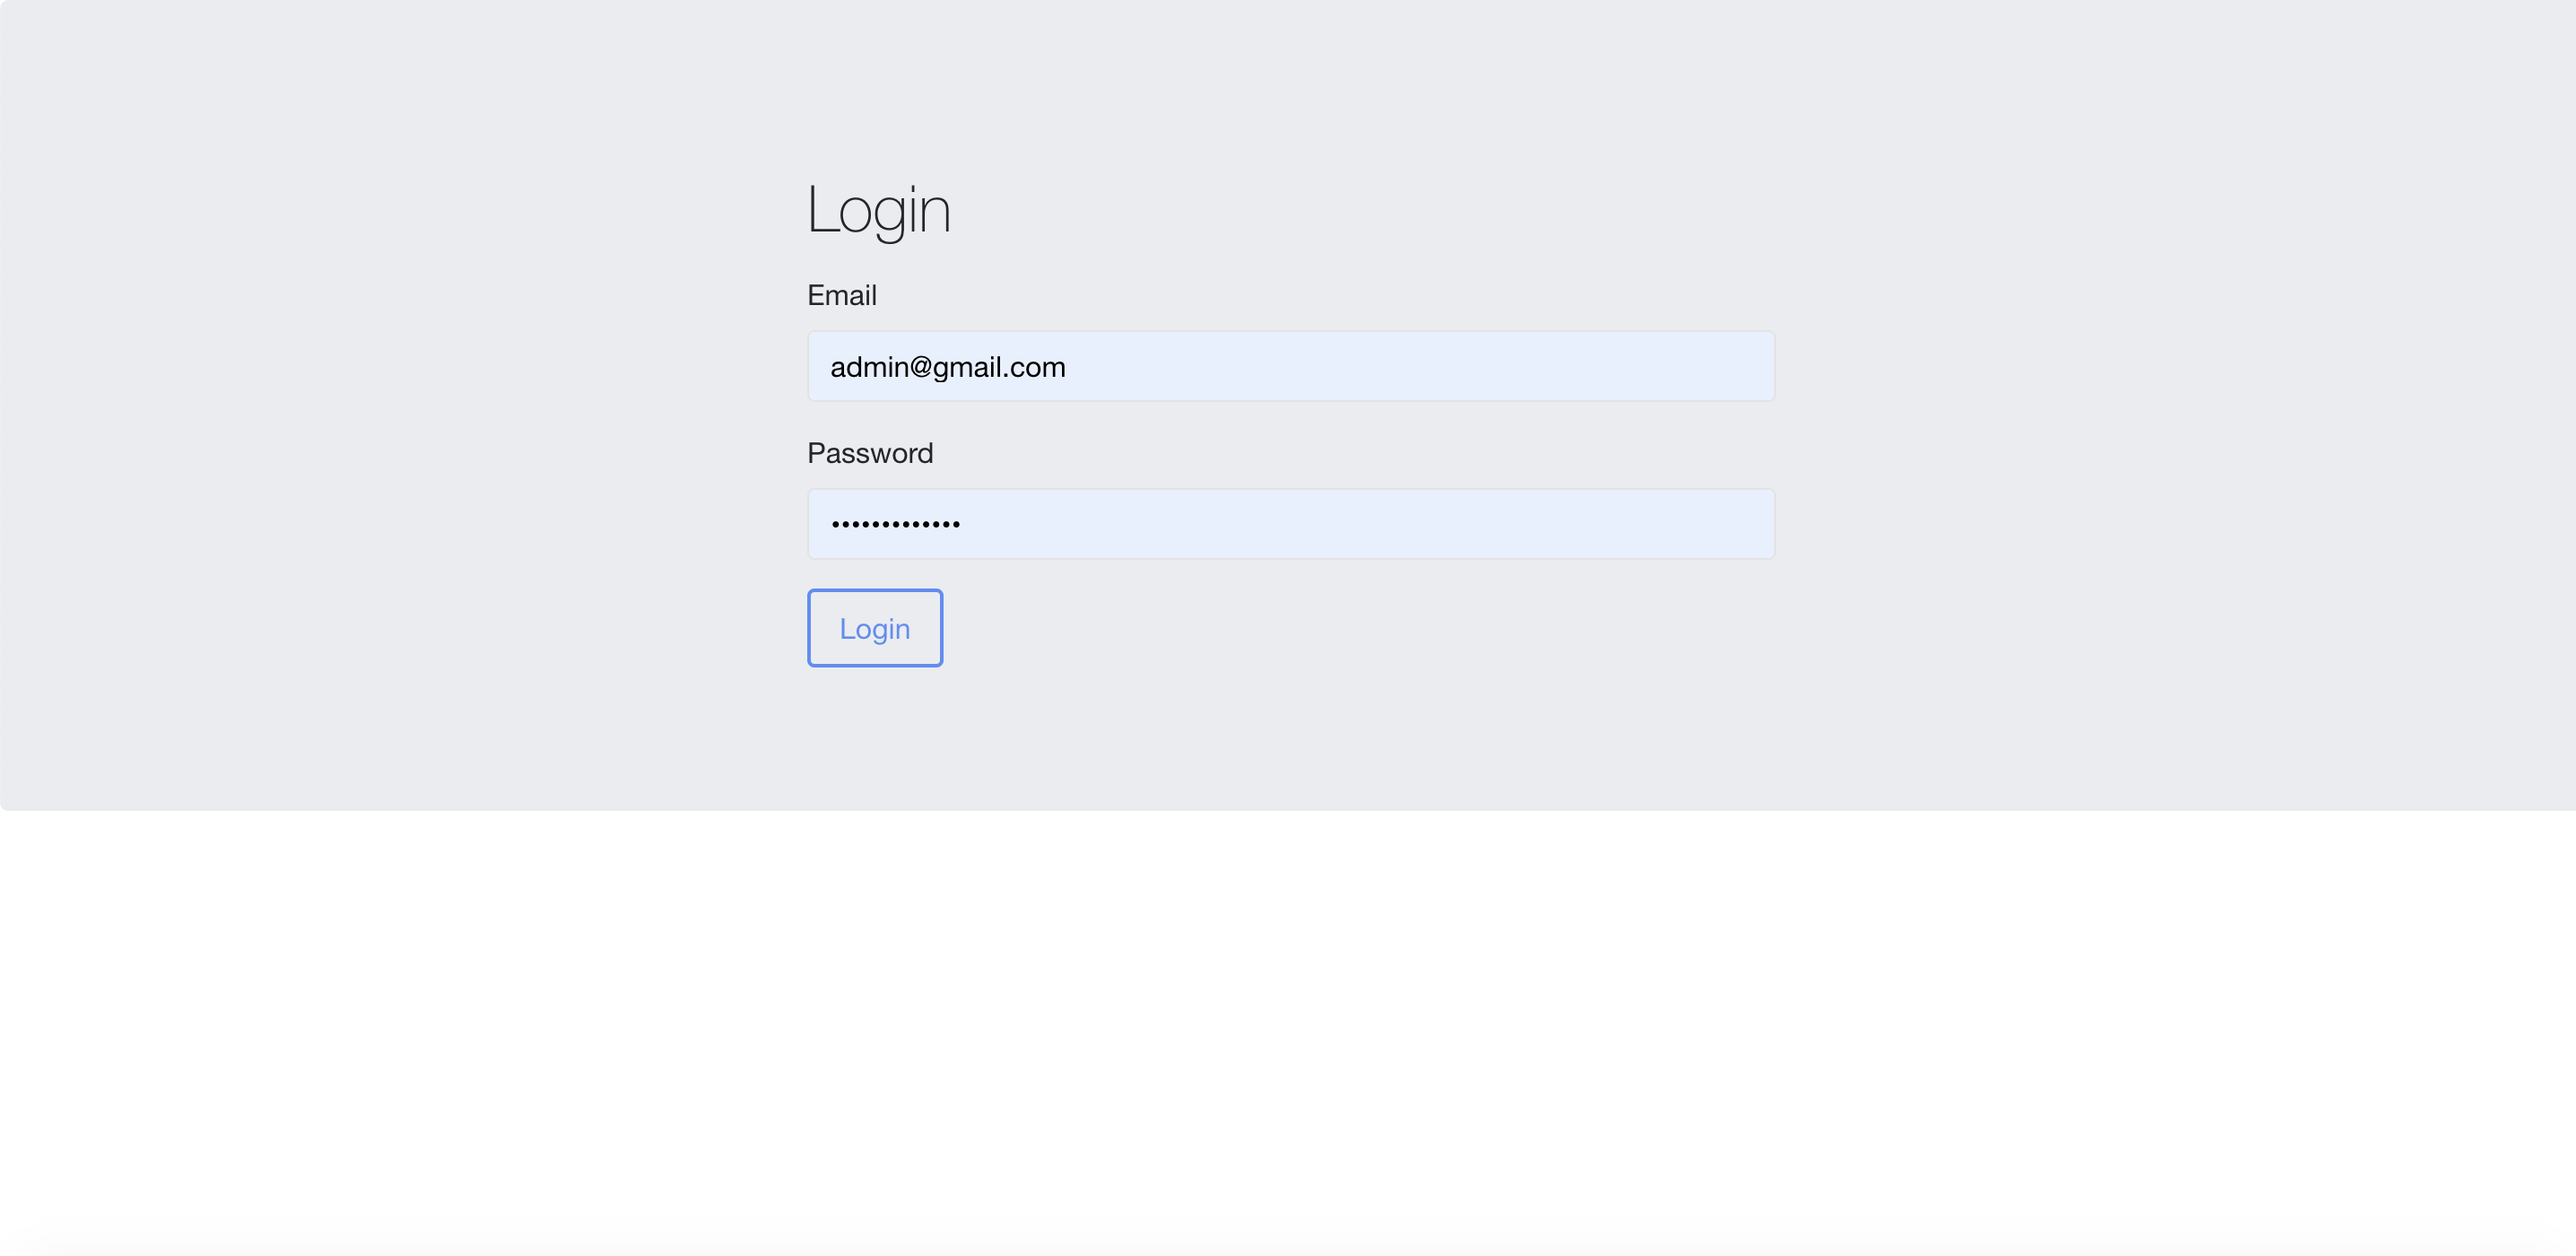 Login
Email
admin@gmail.com
Password
•••••••••••••
Login